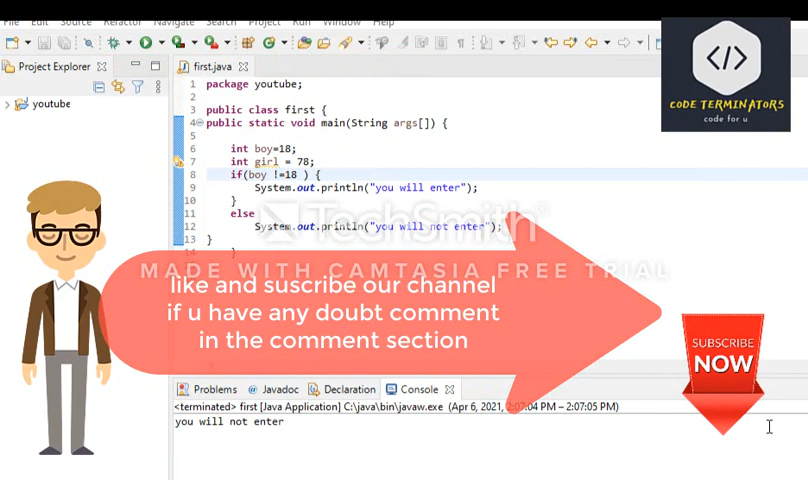 File Edit Source Refactor Navigate Search Project Run Window Help
Project Explorer
first.java
youtube
1 package youtube;
2
3 public class first {
4 public static void main(String args[]) {
5
6 int boy=18;
7 int girl = 78;
8 if(boy !=18 ) {
9 System.out.println("you will enter");
10 }
11 else
12 System.out.println("you will not enter");
13 }
14 }
CODE TERMINATORS
code for u
TechSmith
MADE WITH CAMTASIA FREE TRIAL
like and suscribe our channel
if u have any doubt comment
in the comment section
SUBSCRIBE
NOW
Problems @ Javadoc Declaration Console
<terminated> first [Java Application] C:\java\bin\javaw.exe (Apr 6, 2021, 2:07:04 PM – 2:07:05 PM)
you will not enter